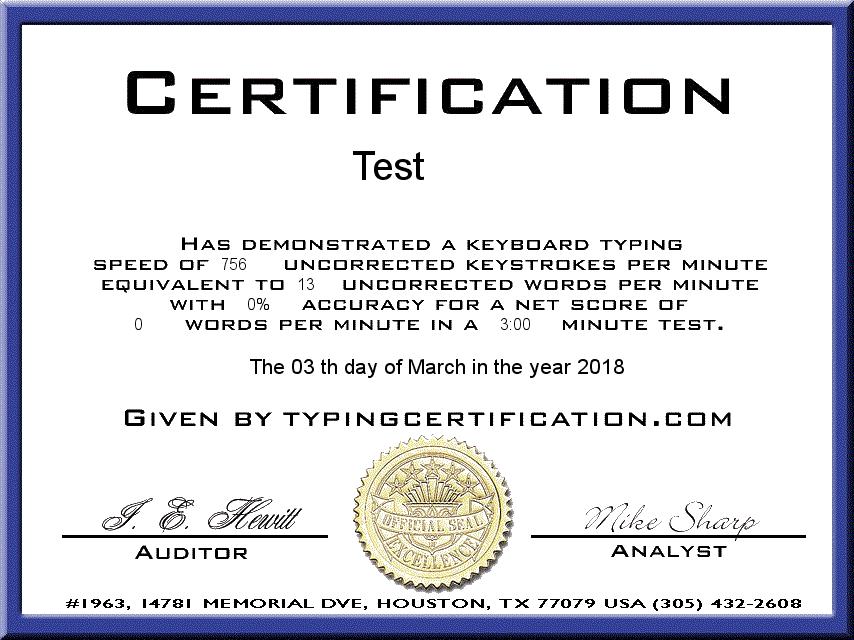 CERTIFICATION
Test
HAS DEMONSTRATED A KEYBOARD TYPING
SPEED OF 756 UNCORRECTED KEYSTROKES PER MINUTE
EQUIVALENT TO 13 UNCORRECTED WORDS PER MINUTE
WITH 0% ACCURACY FOR A NET SCORE OF
0 WORDS PER MINUTE IN A 3:00 MINUTE TEST.
The 03 th day of March in the year 2018
GIVEN BY TYPINGCERTIFICATION.COM
OFFICIAL SEAL
EXCELLENCE
J. E. Hewitt
AUDITOR
Mike Sharp
ANALYST
#1963, 14781 MEMORIAL DVE, HOUSTON, TX 77079 USA (305) 432-2608